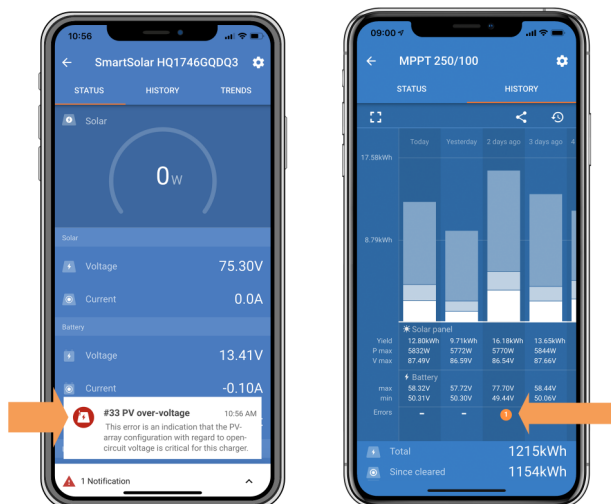 10:56
SmartSolar HQ1746GQDQ3
STATUS HISTORY TRENDS
Solar
0W
Solar
Voltage 75.30V
Current 0.0A
Battery
Voltage 13.41V
Current -0.10A
#33 PV over-voltage 10:56 AM
This error is an indication that the PV-
array configuration with regard to open-
circuit voltage is critical for this charger.
1 Notification
09:00
MPPT 250/100
STATUS HISTORY
Today Yesterday 2 days ago 3 days ago 4
17.58kWh
8.79kWh
Solar panel
Yield 12.80kWh 9.71kWh 16.18kWh 13.65kWh
P max 5832W 5772W 5770W 5844W
V max 87.49V 86.59V 86.54V 87.66V
Battery
max 58.32V 57.72V 77.70V 58.44V
min 50.31V 50.30V 49.44V 50.06V
Errors – – 1
Total 1215kWh
Since cleared 1154kWh